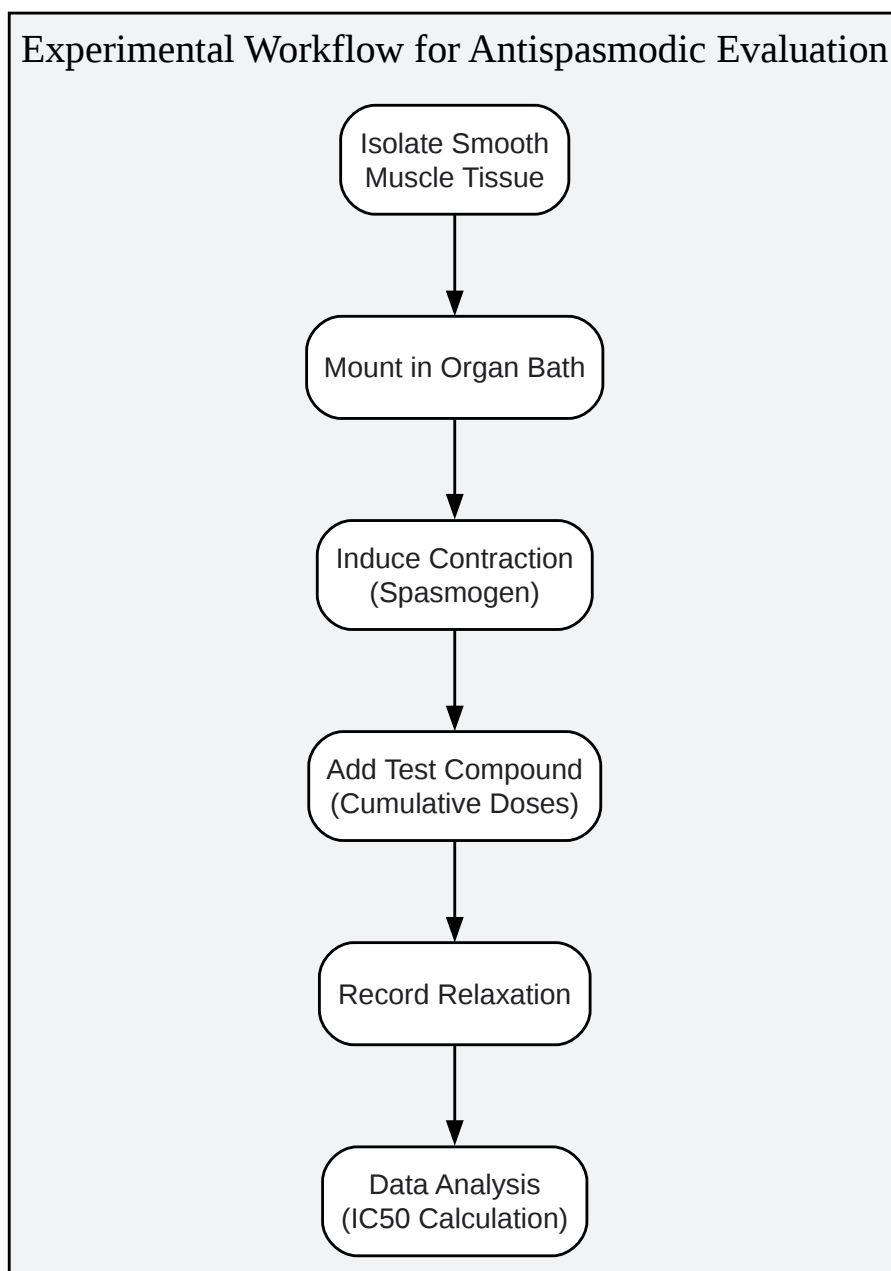 Experimental Workflow for Antispasmodic Evaluation
Isolate Smooth
Muscle Tissue
Mount in Organ Bath
Induce Contraction
(Spasmogen)
Add Test Compound
(Cumulative Doses)
Record Relaxation
Data Analysis
(IC50 Calculation)